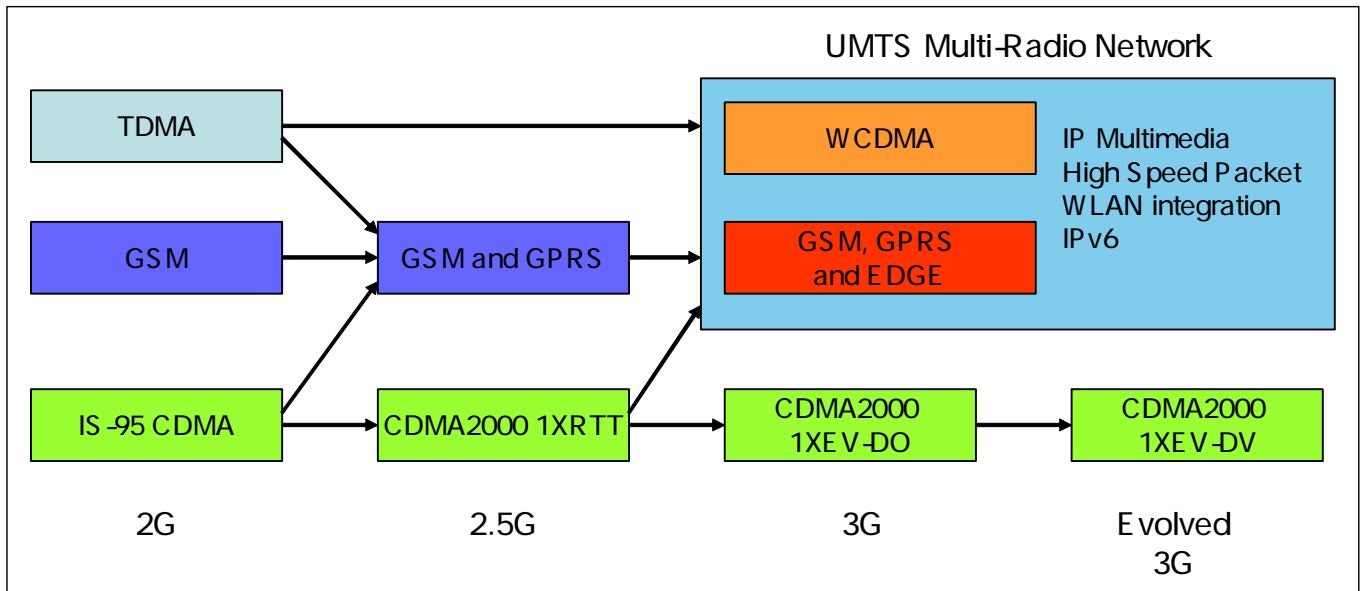 UMTS Multi-Radio Network
TDMA
WCDMA
IP Multimedia
High Speed Packet
WLAN integration
IPv6
GSM
GSM and GPRS
GSM, GPRS
and EDGE
IS-95 CDMA
CDMA2000 1XRTT
CDMA2000
1XEV-DO
CDMA2000
1XEV-DV
2G
2.5G
3G
Evolved
3G